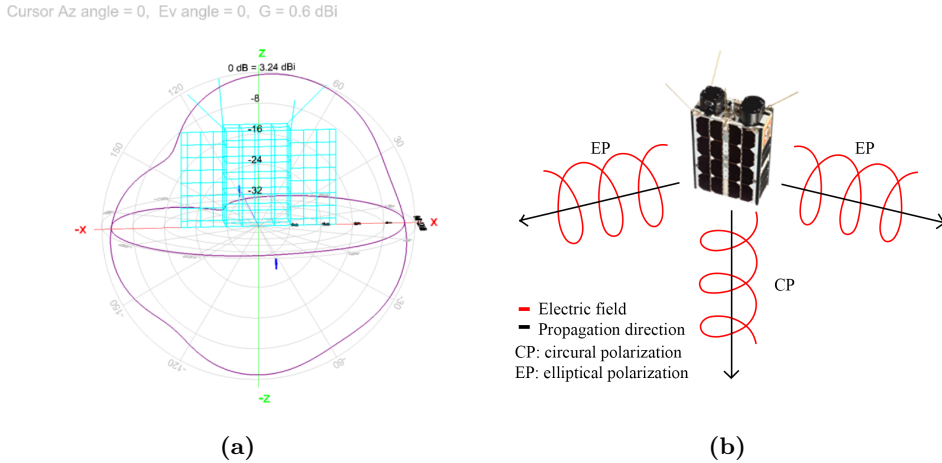 Cursor Az angle = 0, Ev angle = 0, G = 0.6 dBi
z
0 dB = 3.24 dBi
120
60
-8
-16
150
30
-24
-32
-x
x
-150
-30
-120
-60
-z
EP
EP
CP
Electric field
Propagation direction
CP: circural polarization
EP: elliptical polarization
(a)
(b)